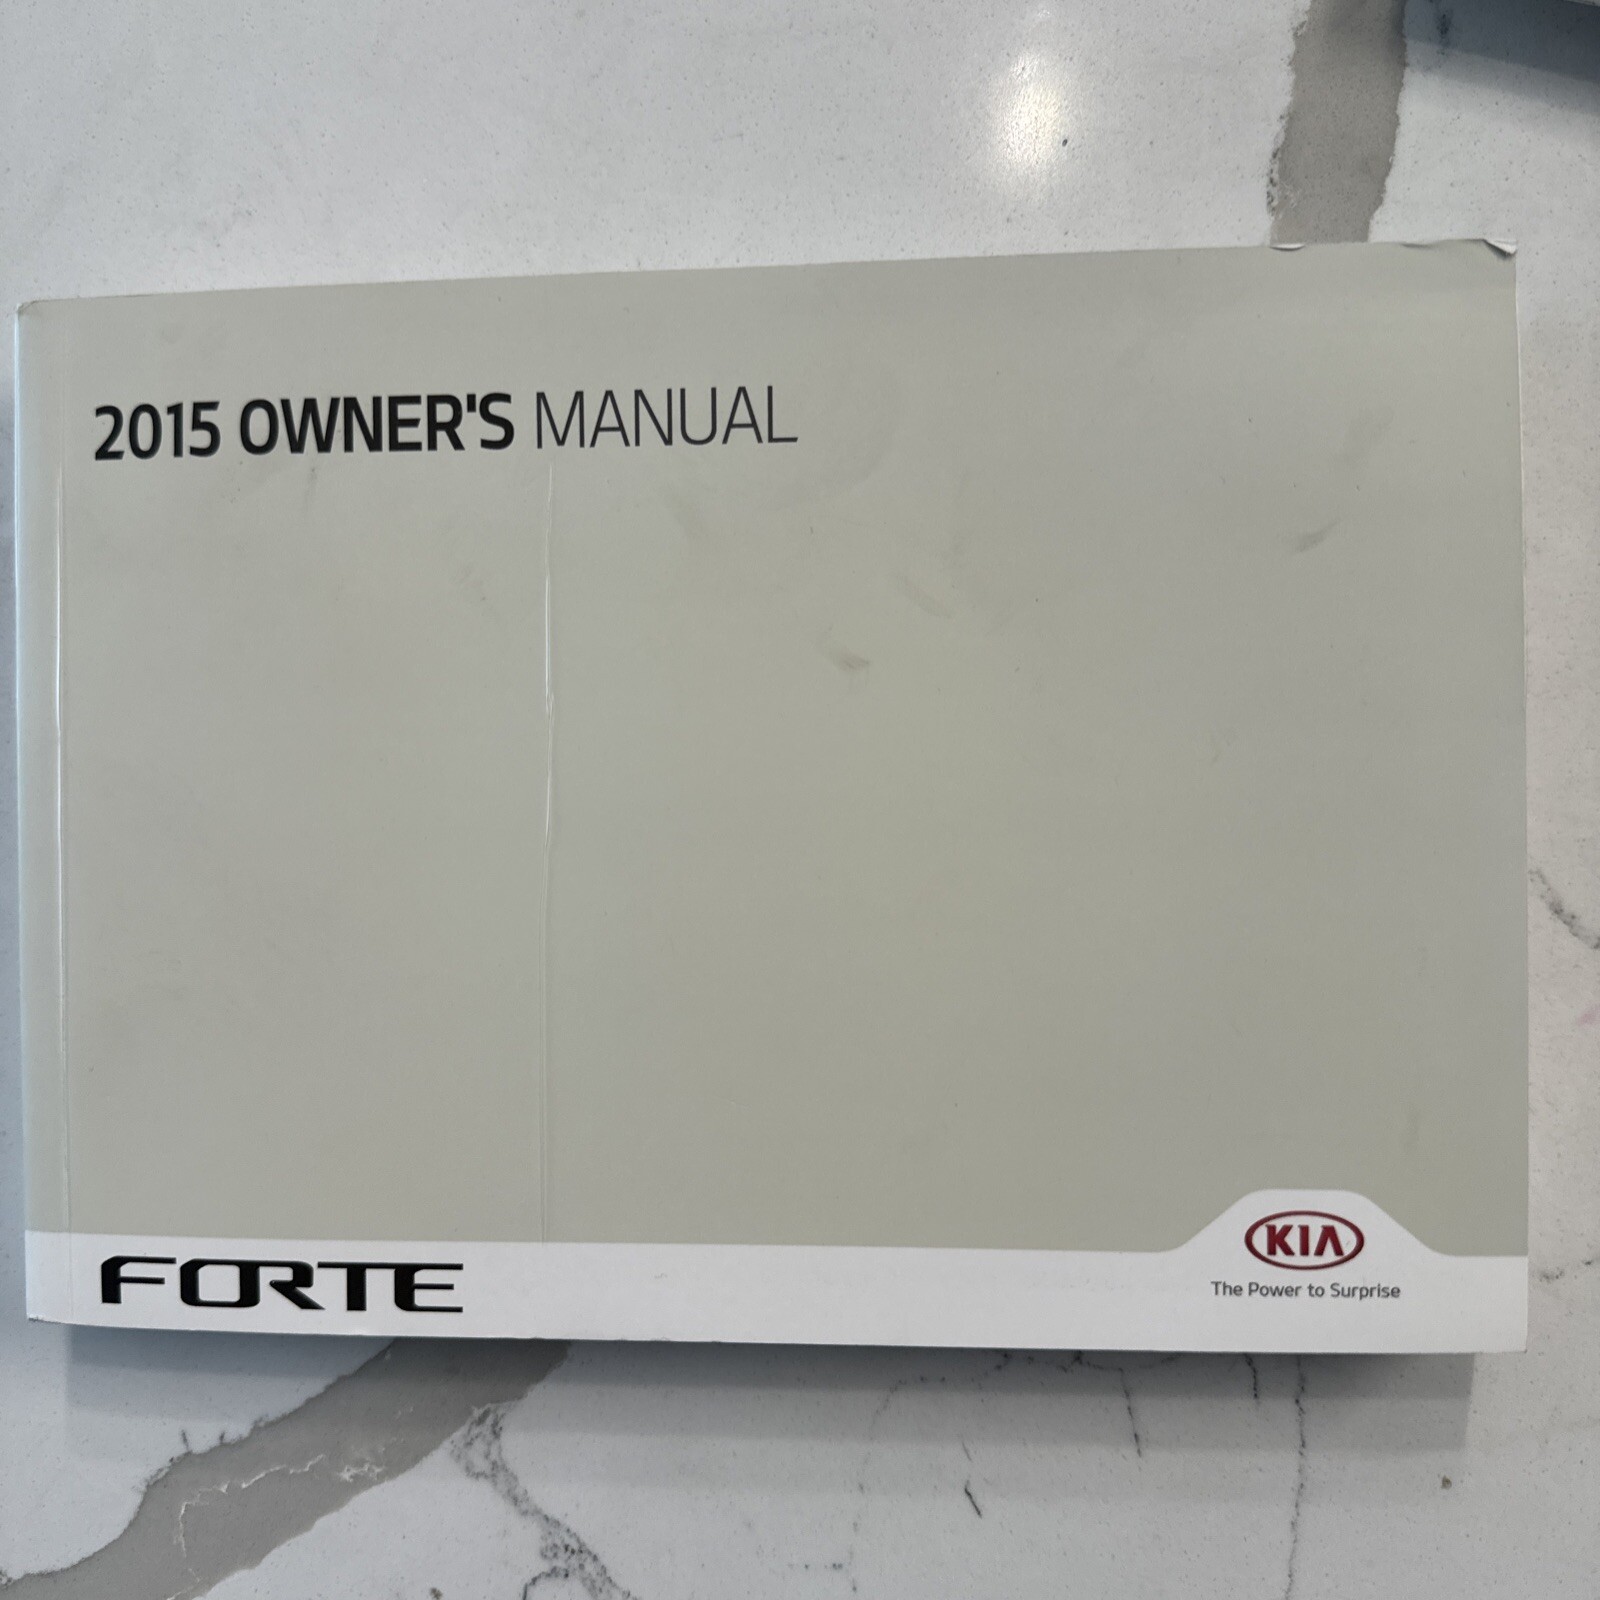 2015 OWNER'S MANUAL
FORTE
KIA
The Power to Surprise